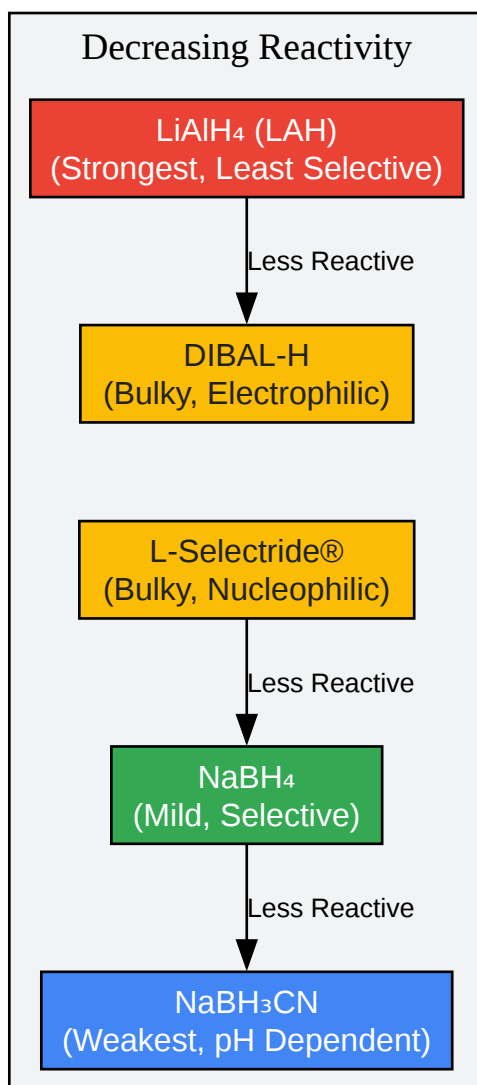 Decreasing Reactivity
LiAlH₄ (LAH)
(Strongest, Least Selective)
Less Reactive
DIBAL-H
(Bulky, Electrophilic)
L-Selectride®
(Bulky, Nucleophilic)
Less Reactive
NaBH₄
(Mild, Selective)
Less Reactive
NaBH₃CN
(Weakest, pH Dependent)